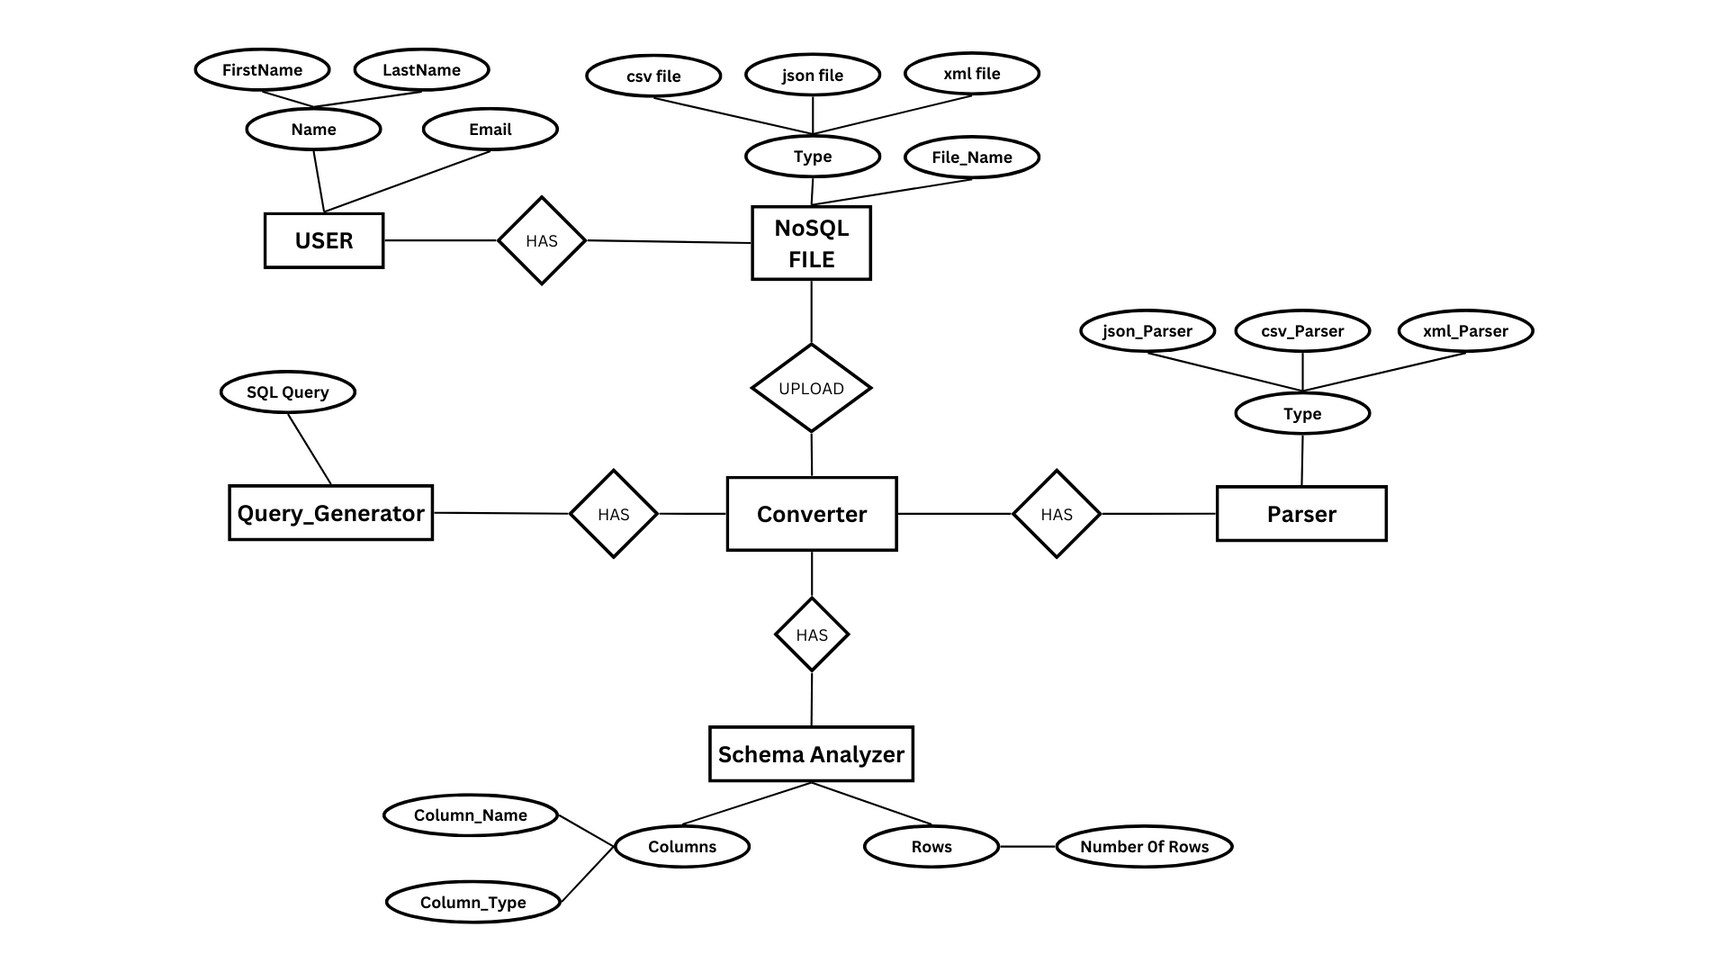 FirstName
LastName
csv file
json file
xml file
Name
Email
Type
File_Name
USER
HAS
NoSQL
FILE
json_Parser
csv_Parser
xml_Parser
UPLOAD
SQL Query
Type
Query_Generator
HAS
Converter
HAS
Parser
HAS
Schema Analyzer
Column_Name
Columns
Rows
Number Of Rows
Column_Type